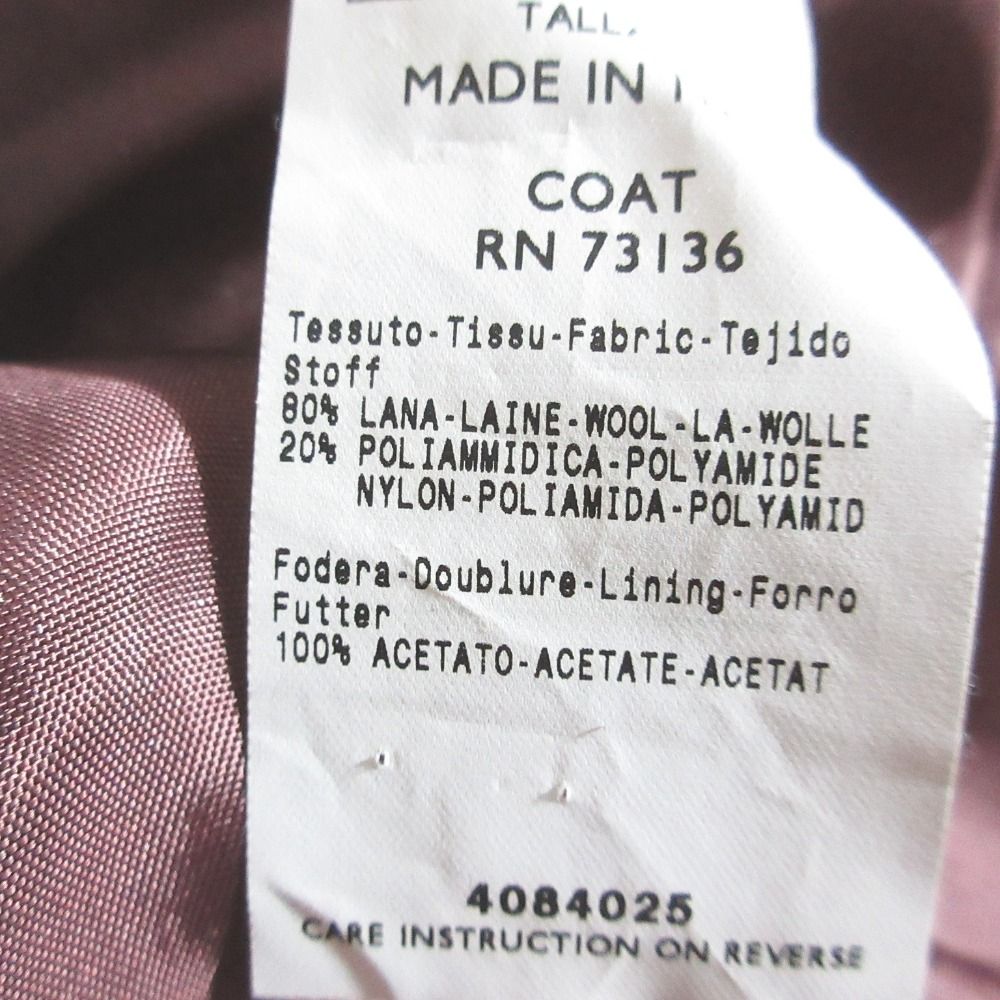 TALL.
MADE IN
COAT
RN 73136
Tessuto-Tissu-Fabric-Tejido
Stoff
80% LANA-LAINE-WOOL-LA-WOLLE
20% POLIAMMIDICA-POLYAMIDE
NYLON-POLIAMIDA-POLYAMID
Fodera-Doublure-Lining-Forro
Futter
100% ACETATO-ACETATE-ACETAT
4084025
CARE INSTRUCTION ON REVERSE